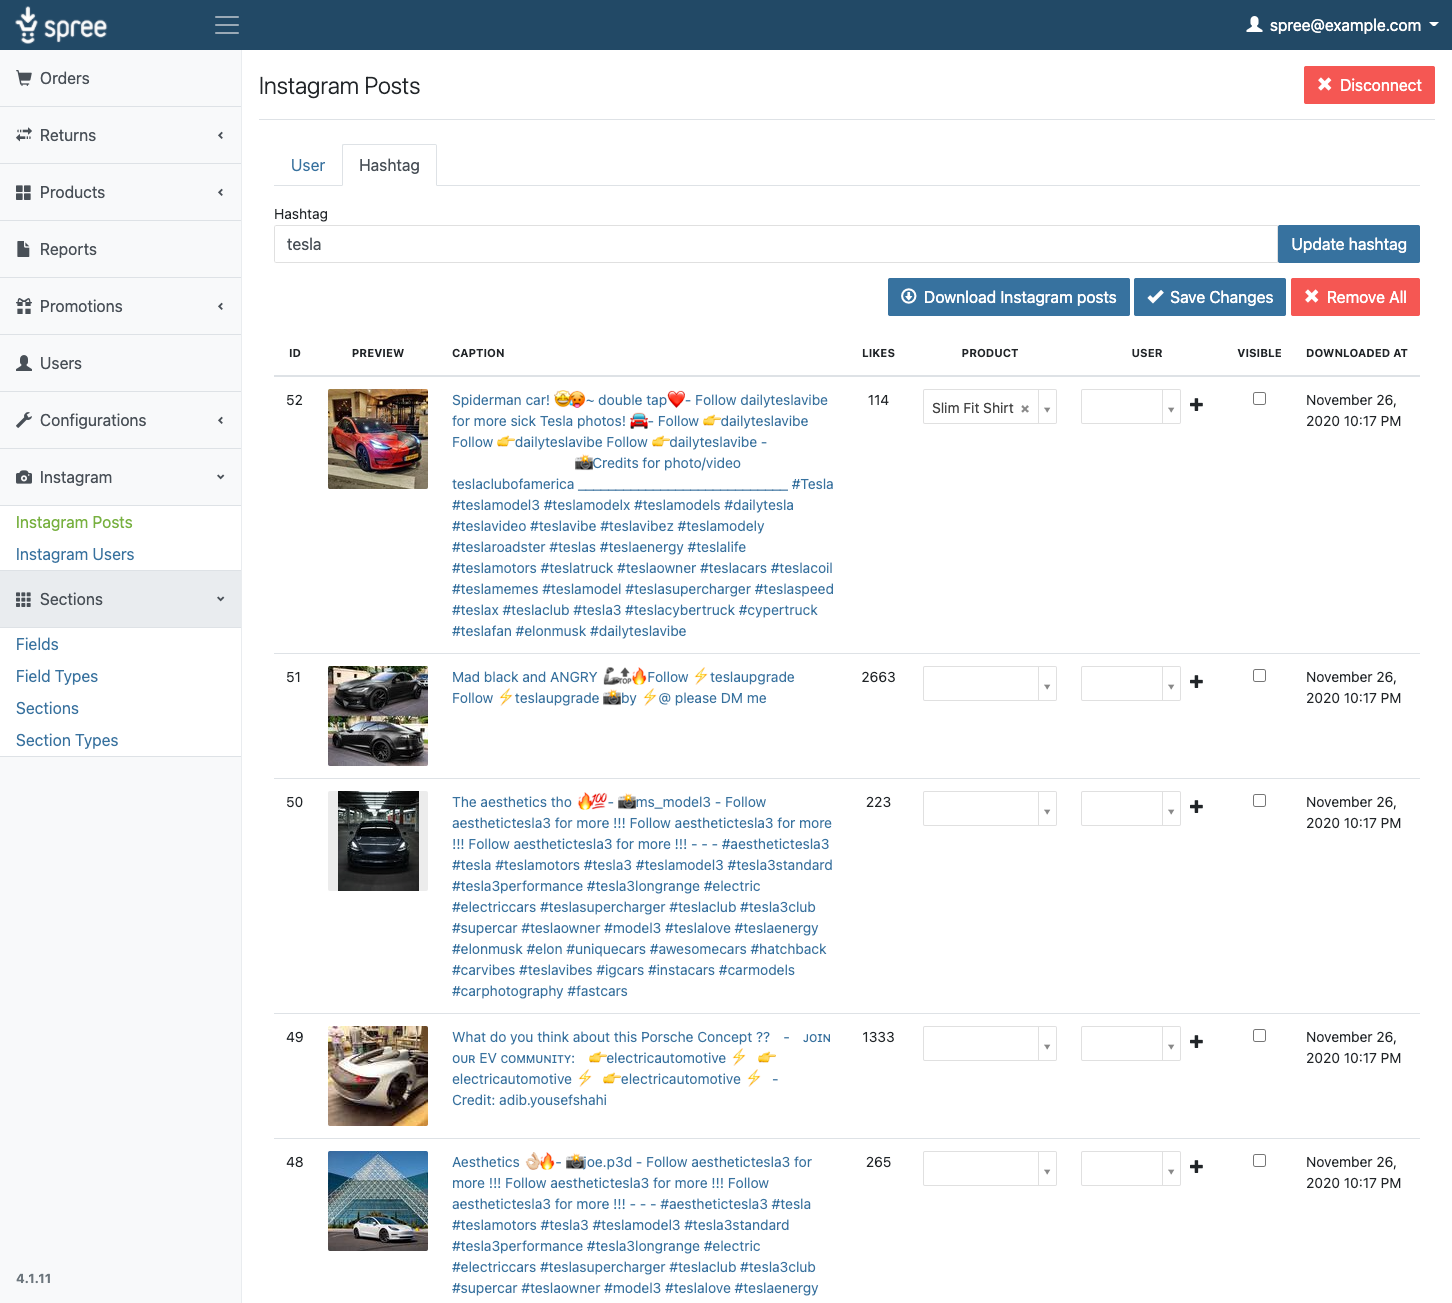 spree
spree@example.com
Orders
Returns
Products
Reports
Promotions
Users
Configurations
Instagram
Instagram Posts
Instagram Users
Sections
Fields
Field Types
Sections
Section Types
4.1.11
Instagram Posts
Disconnect
User
Hashtag
Hashtag
tesla
Update hashtag
Download Instagram posts
Save Changes
Remove All
ID PREVIEW CAPTION LIKES PRODUCT USER VISIBLE DOWNLOADED AT
52
Spiderman car! 🤩🥵~ double tap❤️- Follow dailyteslavibe
for more sick Tesla photos! 🚘- Follow 👉dailyteslavibe
Follow 👉dailyteslavibe Follow 👉dailyteslavibe -
📸Credits for photo/video
teslaclubofamerica ____________________________ #Tesla
#teslamodel3 #teslamodelx #teslamodels #dailytesla
#teslavideo #teslavibe #teslavibez #teslamodely
#teslaroadster #teslas #teslaenergy #teslalife
#teslamotors #teslatruck #teslaowner #teslacars #teslacoil
#teslamemes #teslamodel #teslasupercharger #teslaspeed
#teslax #teslaclub #tesla3 #teslacybertruck #cypertruck
#teslafan #elonmusk #dailyteslavibe
114
Slim Fit Shirt
November 26,
2020 10:17 PM
51
Mad black and ANGRY 🦾🔝🔥Follow ⚡teslaupgrade
Follow ⚡teslaupgrade 📸by ⚡@ please DM me
2663
November 26,
2020 10:17 PM
50
The aesthetics tho 🔥💯- 📸ms_model3 - Follow
aesthetictesla3 for more !!! Follow aesthetictesla3 for more
!!! Follow aesthetictesla3 for more !!! - - - #aesthetictesla3
#tesla #teslamotors #tesla3 #teslamodel3 #tesla3standard
#tesla3performance #tesla3longrange #electric
#electriccars #teslasupercharger #teslaclub #tesla3club
#supercar #teslaowner #model3 #teslalove #teslaenergy
#elonmusk #elon #uniquecars #awesomecars #hatchback
#carvibes #teslavibes #igcars #instacars #carmodels
#carphotography #fastcars
223
November 26,
2020 10:17 PM
49
What do you think about this Porsche Concept ?? - ᴊᴏɪɴ
ᴏᴜʀ EV ᴄᴏᴍᴍᴜɴɪᴛʏ: 👉electricautomotive ⚡ 👉
electricautomotive ⚡ 👉electricautomotive ⚡ -
Credit: adib.yousefshahi
1333
November 26,
2020 10:17 PM
48
Aesthetics 👌🏻🔥- 📸joe.p3d - Follow aesthetictesla3 for
more !!! Follow aesthetictesla3 for more !!! Follow
aesthetictesla3 for more !!! - - - #aesthetictesla3 #tesla
#teslamotors #tesla3 #teslamodel3 #tesla3standard
#tesla3performance #tesla3longrange #electric
#electriccars #teslasupercharger #teslaclub #tesla3club
#supercar #teslaowner #model3 #teslalove #teslaenergy
265
November 26,
2020 10:17 PM